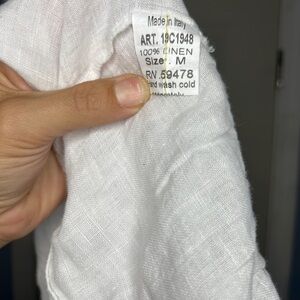 Made in Italy
ART. 19C1948
100% LINEN
Size: M
RN 59478
wash cold